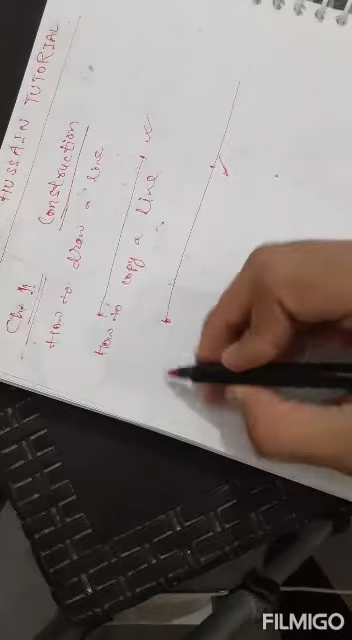 HUSSAIN TUTORIAL
Ch. 11
Construction
How to draw a line
How to copy a line
FILMIGO